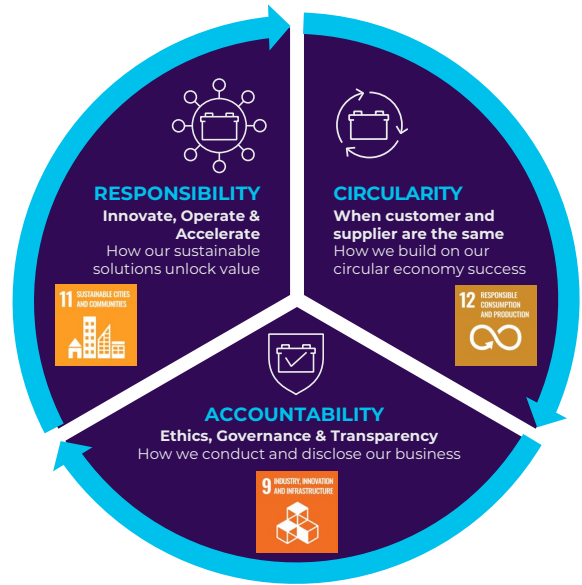 RESPONSIBILITY
Innovate, Operate &
Accelerate
How our sustainable
solutions unlock value
11 SUSTAINABLE CITIES
AND COMMUNITIES
CIRCULARITY
When customer and
supplier are the same
How we build on our
circular economy success
12 RESPONSIBLE
CONSUMPTION
AND PRODUCTION
ACCOUNTABILITY
Ethics, Governance & Transparency
How we conduct and disclose our business
9 INDUSTRY, INNOVATION
AND INFRASTRUCTURE